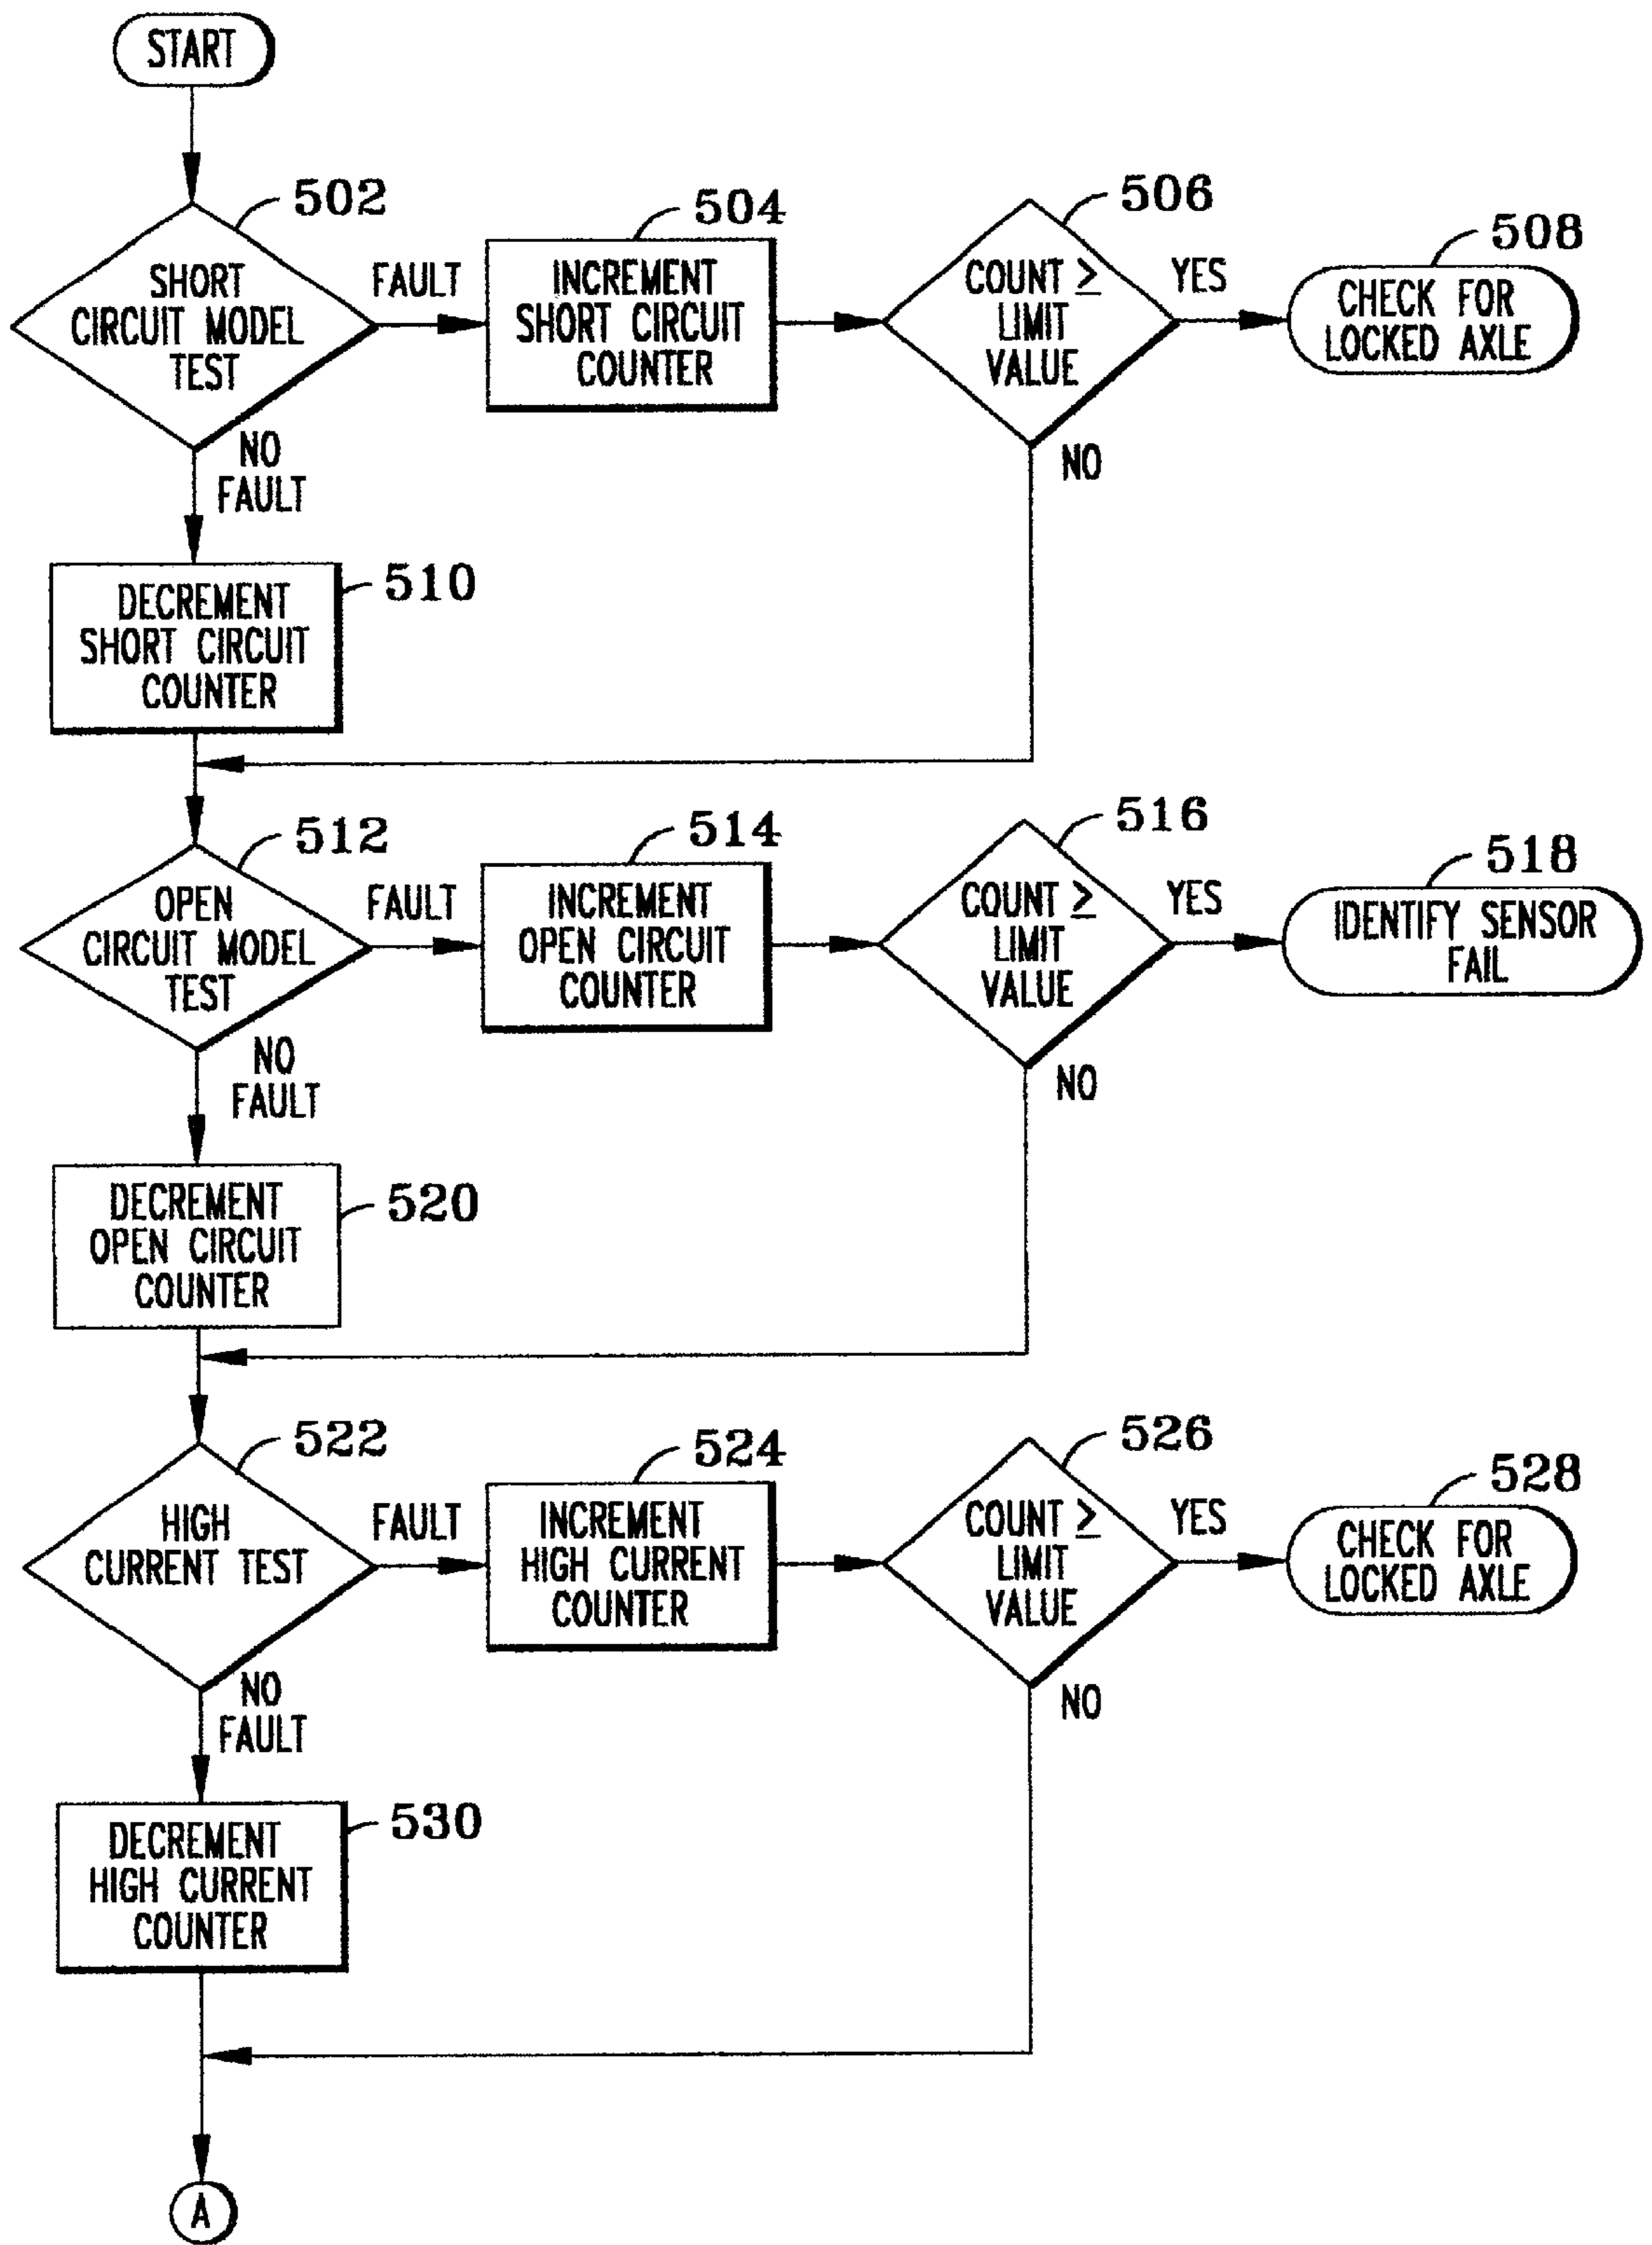 START
502
SHORT
CIRCUIT MODEL
TEST
FAULT
504
INCREMENT
SHORT CIRCUIT
COUNTER
506
COUNT ≥
LIMIT
VALUE
YES
508
CHECK FOR
LOCKED AXLE
NO
FAULT
NO
510
DECREMENT
SHORT CIRCUIT
COUNTER
512
OPEN
CIRCUIT MODEL
TEST
FAULT
514
INCREMENT
OPEN CIRCUIT
COUNTER
516
COUNT ≥
LIMIT
VALUE
YES
518
IDENTIFY SENSOR
FAIL
NO
FAULT
NO
520
DECREMENT
OPEN CIRCUIT
COUNTER
522
HIGH
CURRENT TEST
FAULT
524
INCREMENT
HIGH CURRENT
COUNTER
526
COUNT ≥
LIMIT
VALUE
YES
528
CHECK FOR
LOCKED AXLE
NO
FAULT
NO
530
DECREMENT
HIGH CURRENT
COUNTER
A